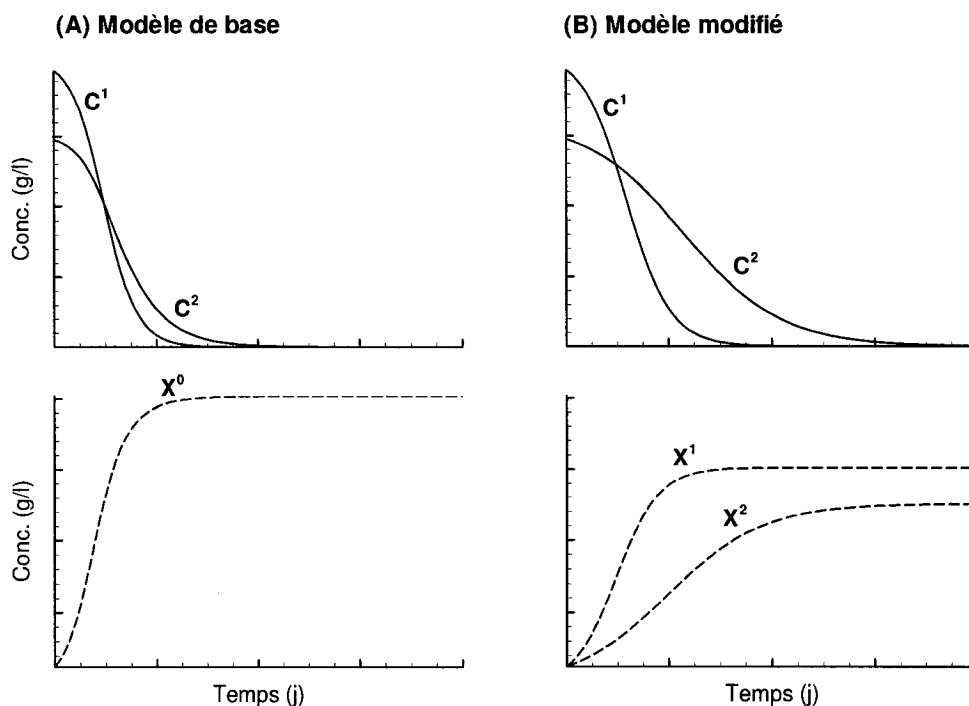 (A) Modèle de base
(B) Modèle modifié
Conc. (g/l)
C¹
C²
C¹
C²
Conc. (g/l)
X⁰
X¹
X²
Temps (j)
Temps (j)